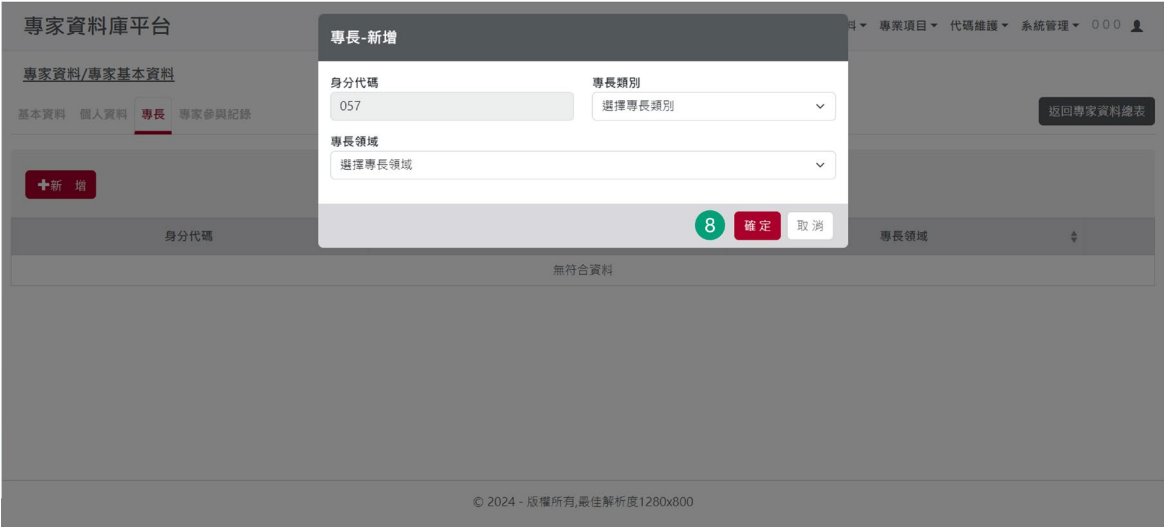 專家資料庫平台
料 專業項目 代碼維護 系統管理 000
專長-新增
專家資料/專家基本資料
身分代碼 專長類別
057 選擇專長類別
基本資料 個人資料 專長 專家參與記錄
返回專家資料總表
專長領域
選擇專長領域
新 增
8 確定 取消
身分代碼 專長領域
無符合資料
© 2024 - 版權所有,最佳解析度1280x800